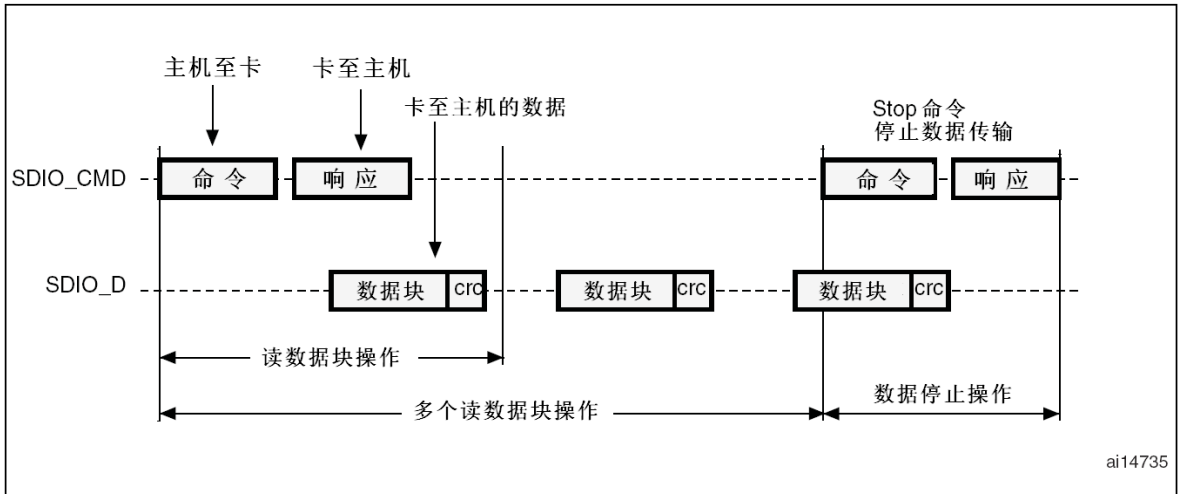 主机至卡
卡至主机
卡至主机的数据
Stop 命令
停止数据传输
SDIO_CMD
命令
响应
命令
响应
SDIO_D
数据块
crc
数据块
crc
数据块
crc
读数据块操作
多个读数据块操作
数据停止操作
ai14735